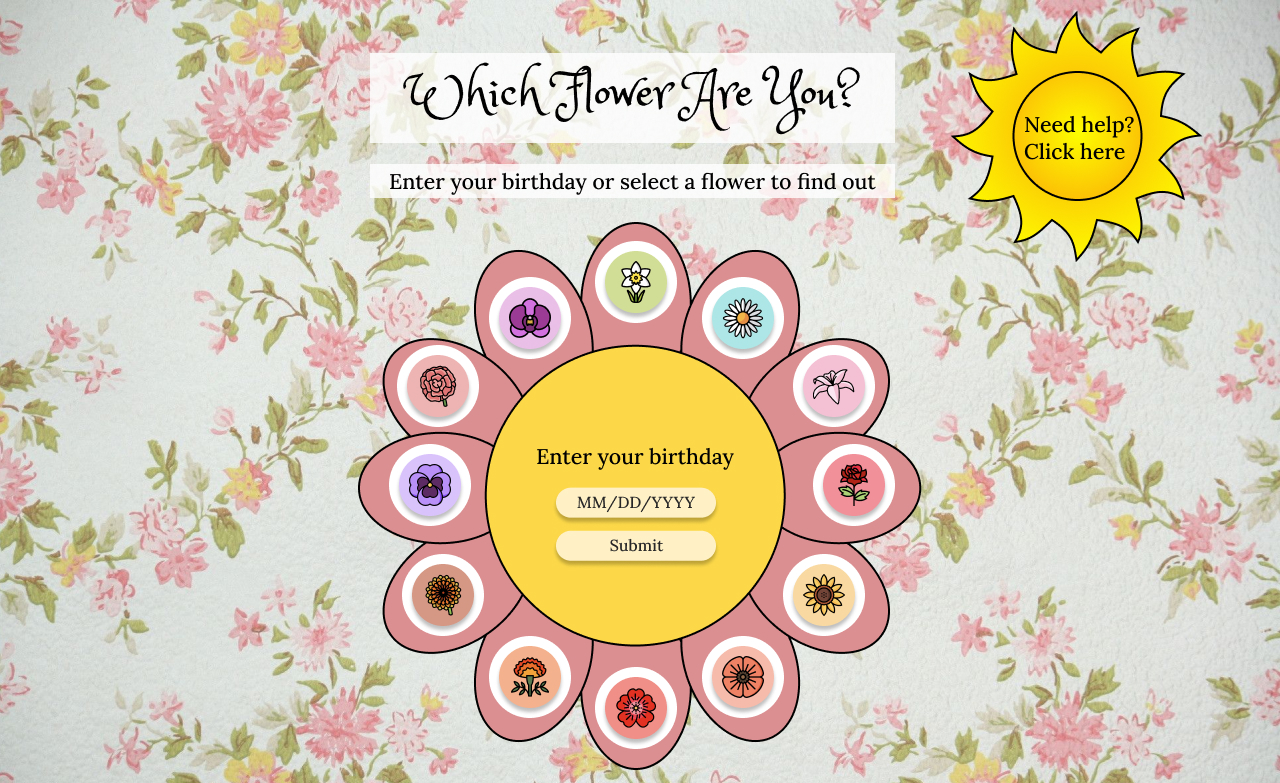 Which Flower Are You?
Need help?
Click here
Enter your birthday or select a flower to find out
Enter your birthday
MM/DD/YYYY
Submit